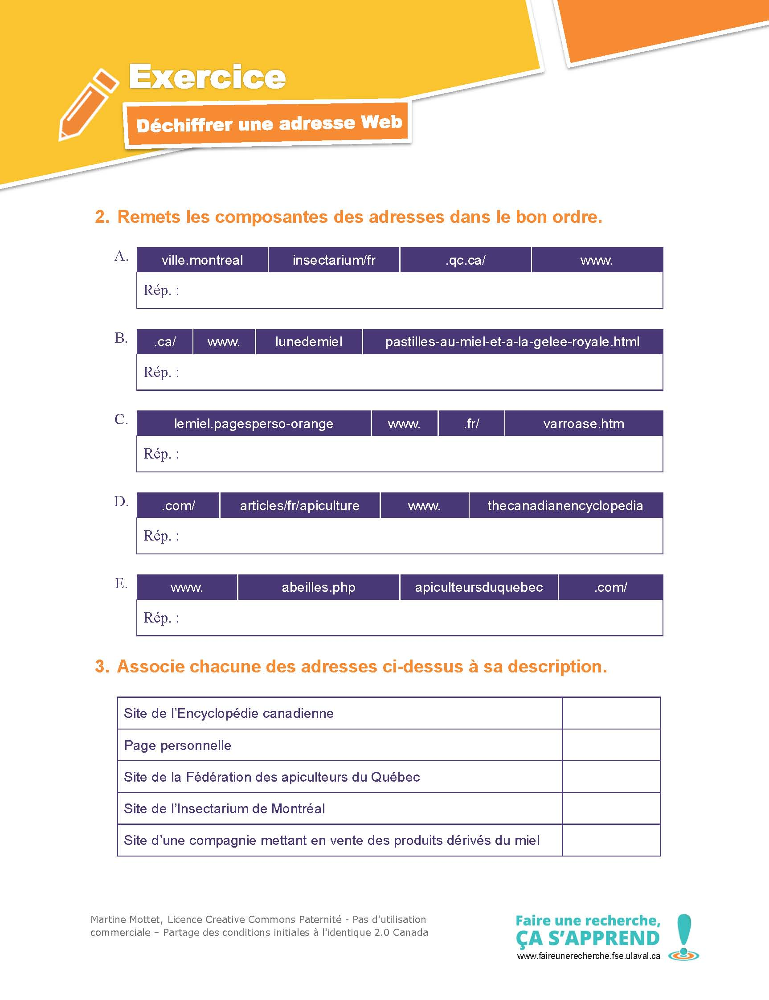 Exercice
Déchiffrer une adresse Web
2. Remets les composantes des adresses dans le bon ordre.
A. ville.montreal insectarium/fr .qc.ca/ www.
Rép. :
B. .ca/ www. lunedemiel pastilles-au-miel-et-a-la-gelee-royale.html
Rép. :
C. lemiel.pagesperso-orange www. .fr/ varroase.htm
Rép. :
D. .com/ articles/fr/apiculture www. thecanadianencyclopedia
Rép. :
E. www. abeilles.php apiculteursduquebec .com/
Rép. :
3. Associe chacune des adresses ci-dessus à sa description.
Site de l’Encyclopédie canadienne
Page personnelle
Site de la Fédération des apiculteurs du Québec
Site de l’Insectarium de Montréal
Site d’une compagnie mettant en vente des produits dérivés du miel
Martine Mottet, Licence Creative Commons Paternité - Pas d'utilisation
commerciale – Partage des conditions initiales à l'identique 2.0 Canada
Faire une recherche,
ÇA S’APPREND
www.faireunerecherche.fse.ulaval.ca